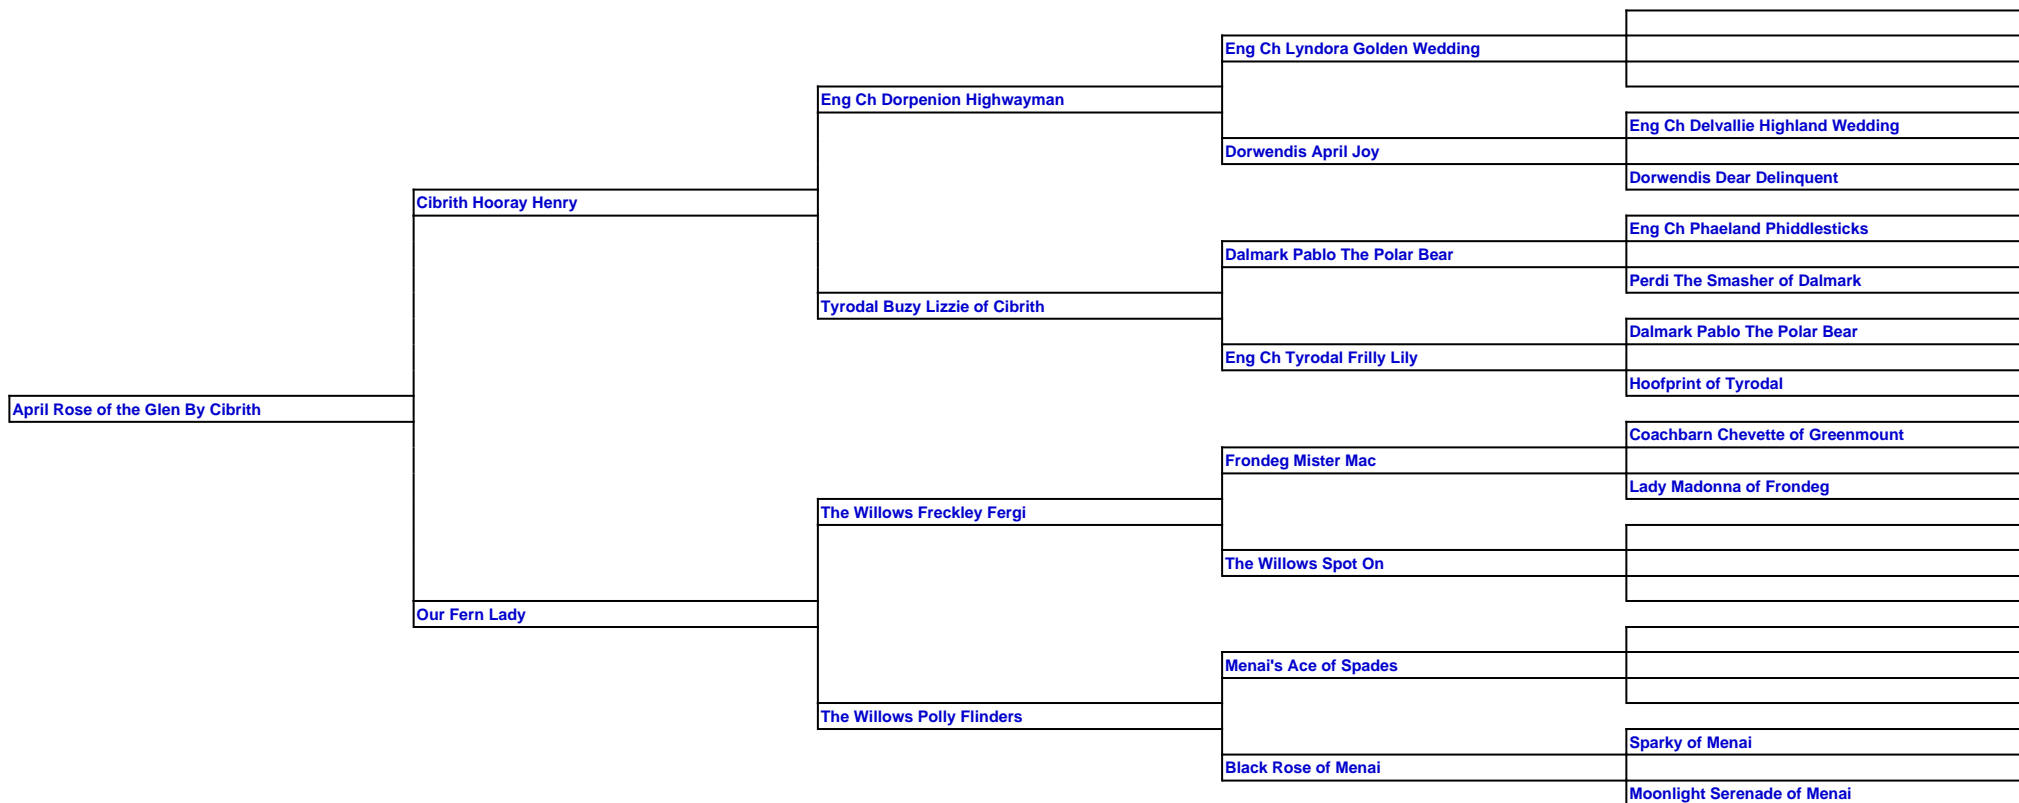 Eng Ch Lyndora Golden Wedding
Eng Ch Dorpenion Highwayman
Eng Ch Delvallie Highland Wedding
Dorwendis April Joy
Dorwendis Dear Delinquent
Cibrith Hooray Henry
Eng Ch Phaeland Phiddlesticks
Dalmark Pablo The Polar Bear
Perdi The Smasher of Dalmark
Tyrodal Buzy Lizzie of Cibrith
Dalmark Pablo The Polar Bear
Eng Ch Tyrodal Frilly Lily
Hoofprint of Tyrodal
April Rose of the Glen By Cibrith
Coachbarn Chevette of Greenmount
Frondeg Mister Mac
Lady Madonna of Frondeg
The Willows Freckley Fergi
The Willows Spot On
Our Fern Lady
Menai's Ace of Spades
The Willows Polly Flinders
Sparky of Menai
Black Rose of Menai
Moonlight Serenade of Menai